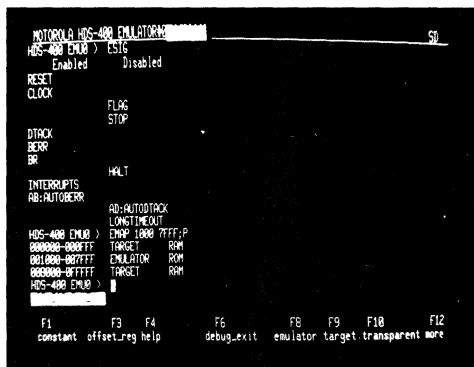 MOTOROLA HDS-400 EMULATOR SD
HDS-400 EMU0 > ESIG
Enabled Disabled
RESET
CLOCK
FLAG
STOP
DTACK
BERR
BR
HALT
INTERRUPTS
AB:AUTOBERR
AD:AUTODTACK
LONGTIMEOUT
HDS-400 EMU0 > EMAP 1000 7FFF;P
000000-000FFF TARGET RAM
001000-007FFF EMULATOR ROM
008000-0FFFFF TARGET ROM
HDS-400 EMU0 >
F1 F3 F4 F6 F8 F9 F10 F12
constant offset_reg help debug_exit emulator target transparent more